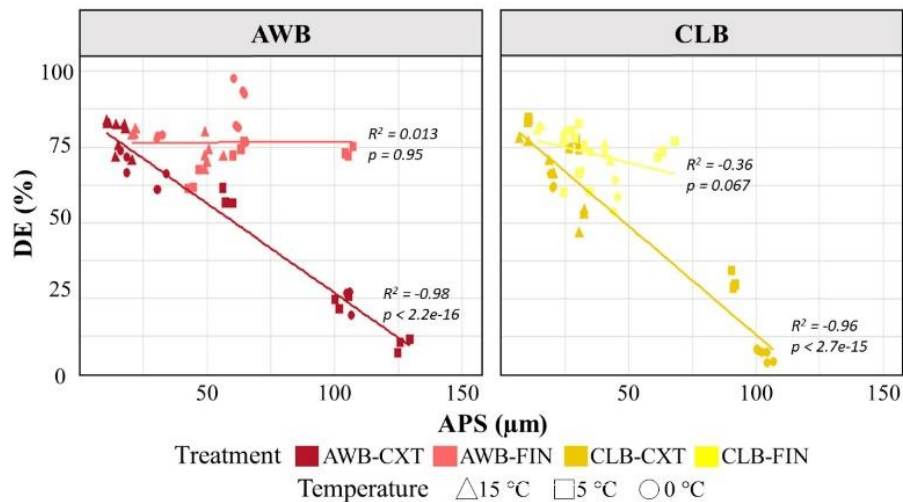 AWB
CLB
DE (%)
100
75
50
25
0
R² = 0.013
p = 0.95
R² = -0.98
p < 2.2e-16
R² = -0.36
p = 0.067
R² = -0.96
p < 2.7e-15
50 100 150 50 100 150
APS (µm)
Treatment AWB-CXT AWB-FIN CLB-CXT CLB-FIN
Temperature 15 °C 5 °C 0 °C